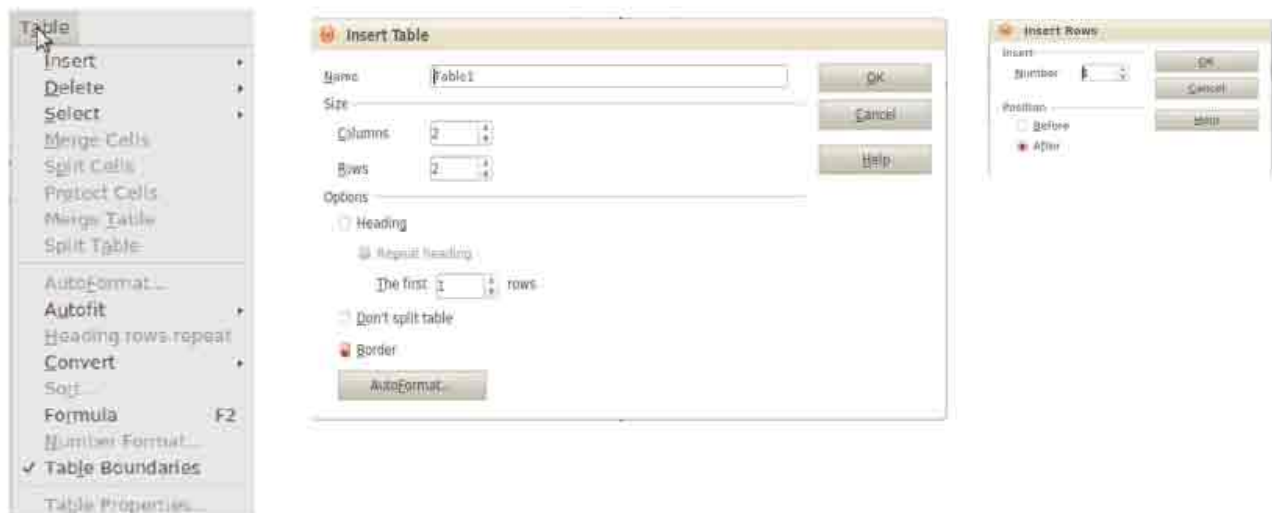 Table
Insert
Delete
Select
Merge Cells
Split Cells
Protect Cells
Merge Table
Split Table
AutoFormat...
Autofit
Heading rows repeat
Convert
Sort...
Formula F2
Number Format...
Table Boundaries
Table Properties...
Insert Table
Name Table1
OK
Size
Cancel
Columns 2
Rows 2
Help
Options
Heading
Repeat heading
The first 1 rows
Don't split table
Border
AutoFormat...
Insert Rows
Insert
OK
Number
Cancel
Position
Help
Before
After